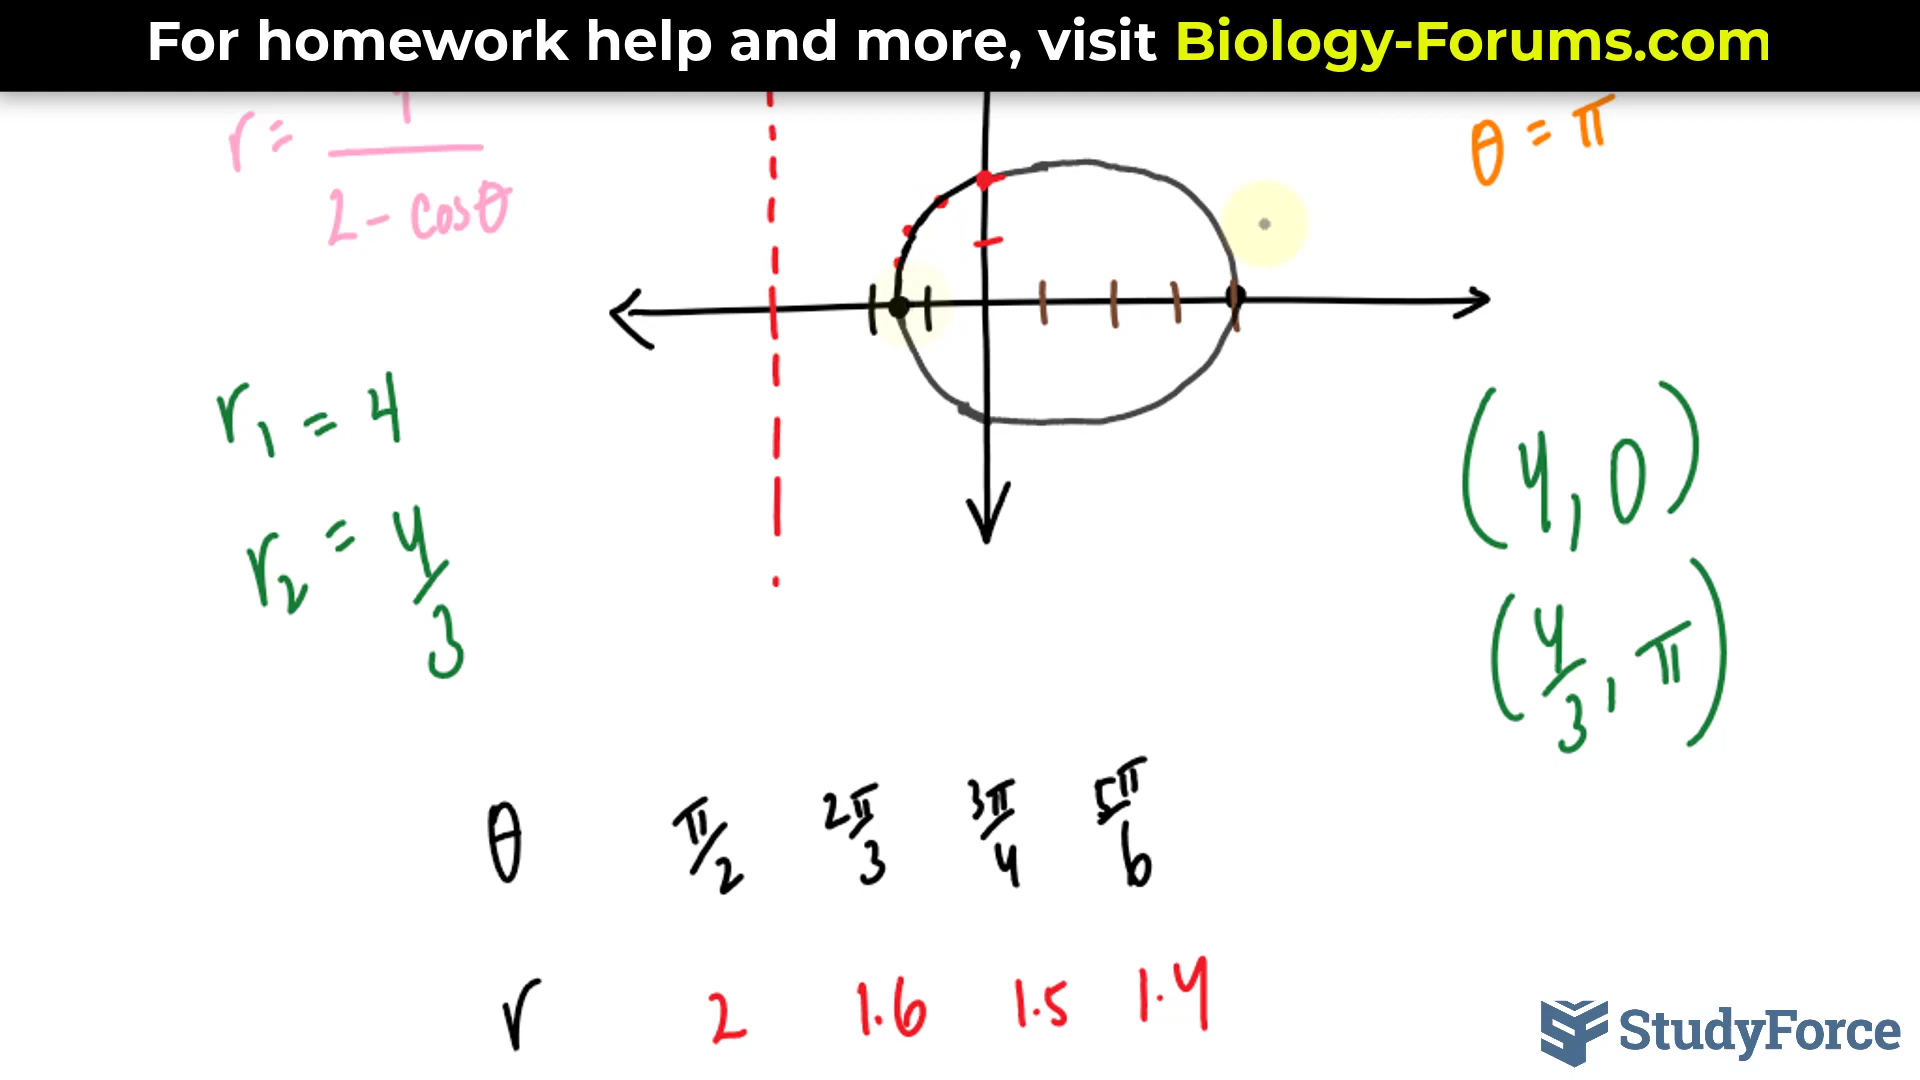 For homework help and more, visit Biology-Forums.com
r = 4 / 2 - cosθ
θ = π
r₁ = 4
r₂ = 4/3
(4, 0)
(4/3, π)
θ π/2 2π/3 3π/4 5π/6
r 2 1.6 1.5 1.4
StudyForce